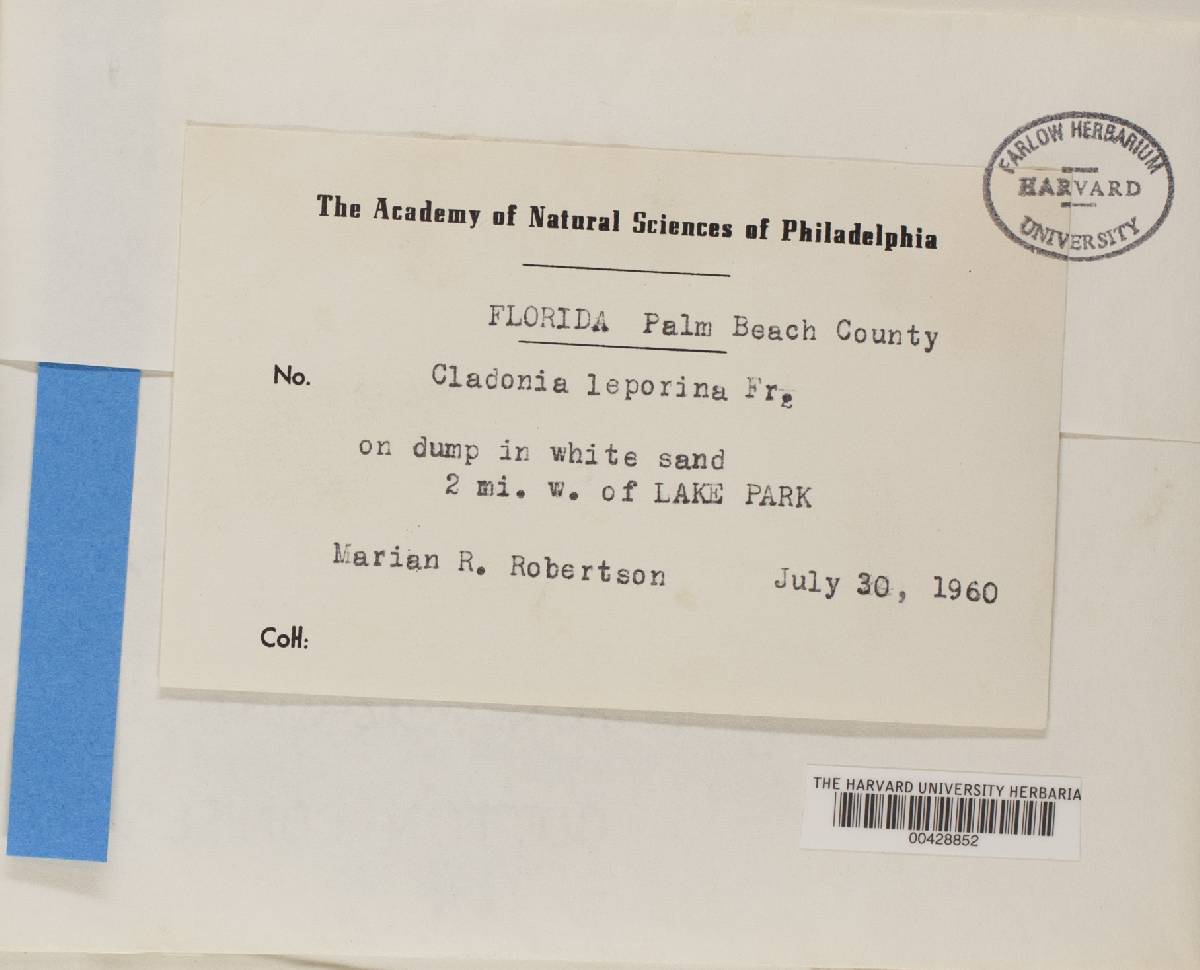 FARLOW HERBARIUM
HARVARD
UNIVERSITY
The Academy of Natural Sciences of Philadelphia
FLORIDA Palm Beach County
No. Cladonia leporina Fr.
on dump in white sand
2 mi. w. of LAKE PARK
Marian R. Robertson July 30, 1960
Coll:
THE HARVARD UNIVERSITY HERBARIA
00428852